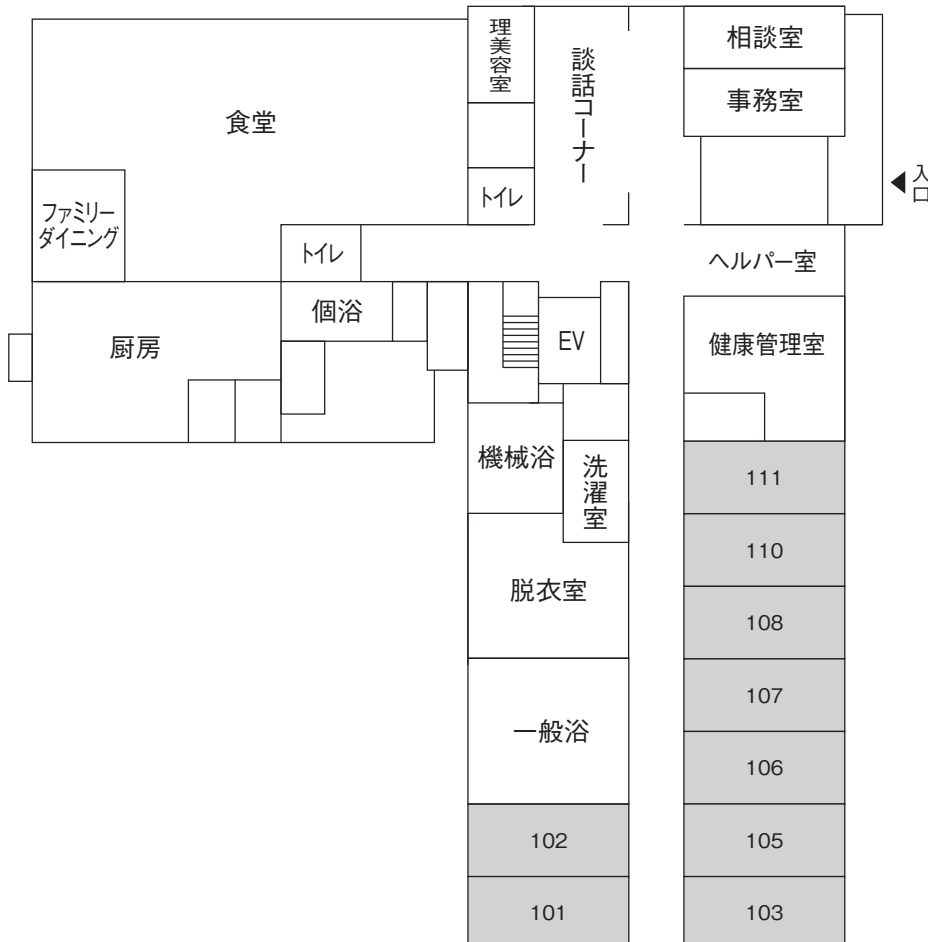 理美容室
談話コーナー
相談室
事務室
食堂
入口
トイレ
ファミリー
ダイニング
トイレ
ヘルパー室
個浴
厨房
EV
健康管理室
機械浴
洗濯室
111
脱衣室
110
108
一般浴
107
106
102
105
101
103